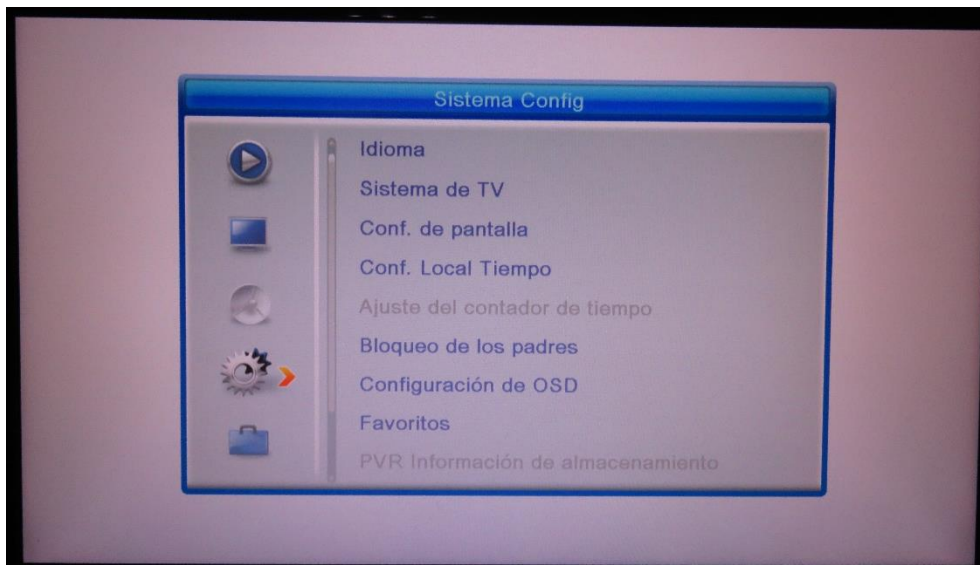 Sistema Config
Idioma
Sistema de TV
Conf. de pantalla
Conf. Local Tiempo
Ajuste del contador de tiempo
Bloqueo de los padres
Configuración de OSD
Favoritos
PVR Información de almacenamiento